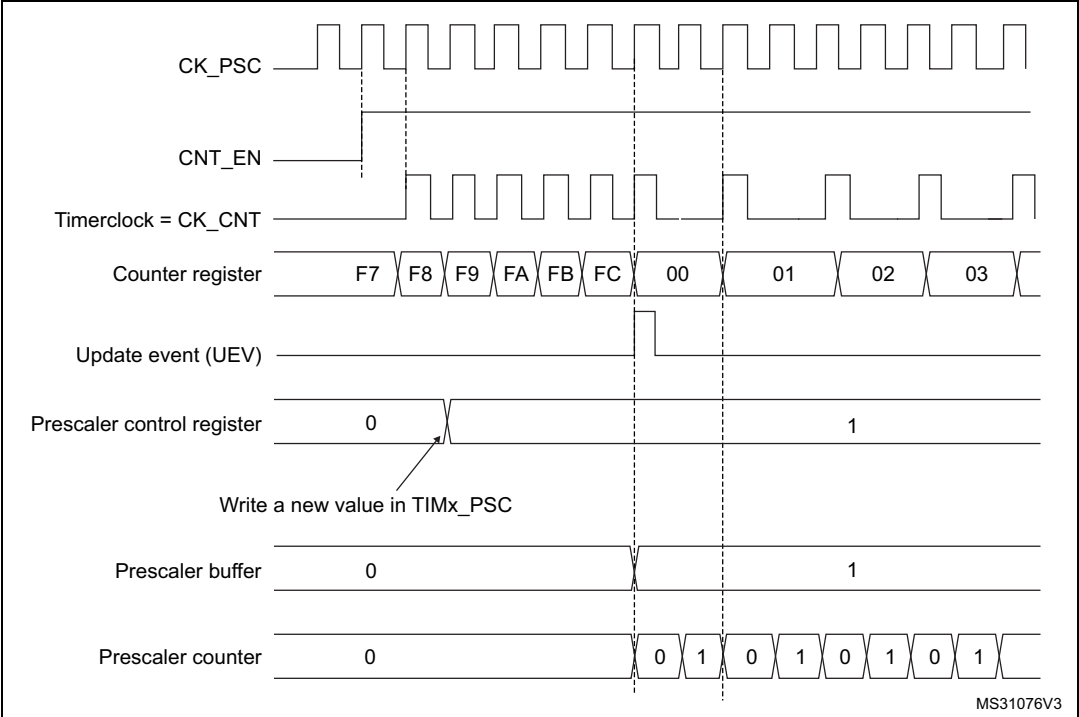 CK_PSC
CNT_EN
Timerclock = CK_CNT
Counter register F7 F8 F9 FA FB FC 00 01 02 03
Update event (UEV)
Prescaler control register 0 1
Write a new value in TIMx_PSC
Prescaler buffer 0 1
Prescaler counter 0 0 1 0 1 0 1 0 1
MS31076V3